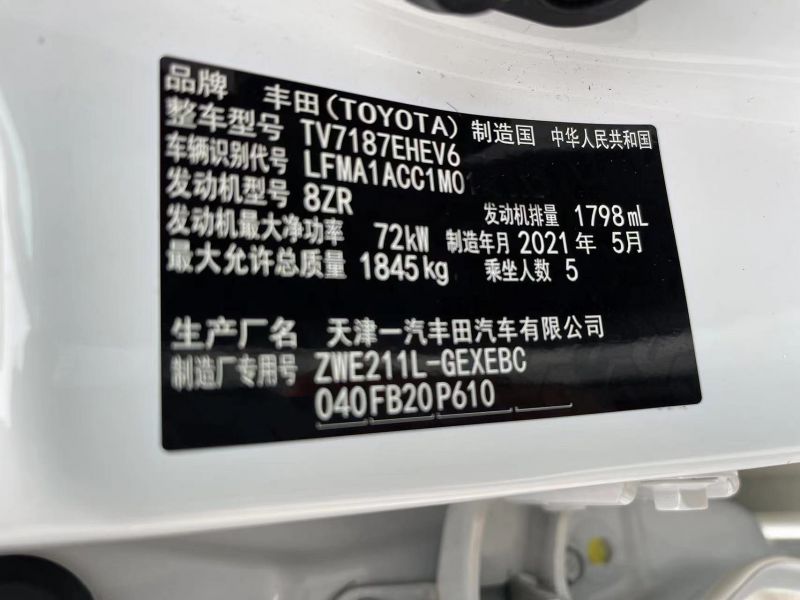 品牌 丰田(TOYOTA) 制造国 中华人民共和国
整车型号 TV7187EHEV6
车辆识别代号 LFMA1ACC1M0
发动机型号 8ZR 发动机排量 1798mL
发动机最大净功率 72kW 制造年月 2021年 5月
最大允许总质量 1845kg 乘坐人数 5
生产厂名 天津一汽丰田汽车有限公司
制造厂专用号 ZWE211L-GEXEBC
040FB20P610